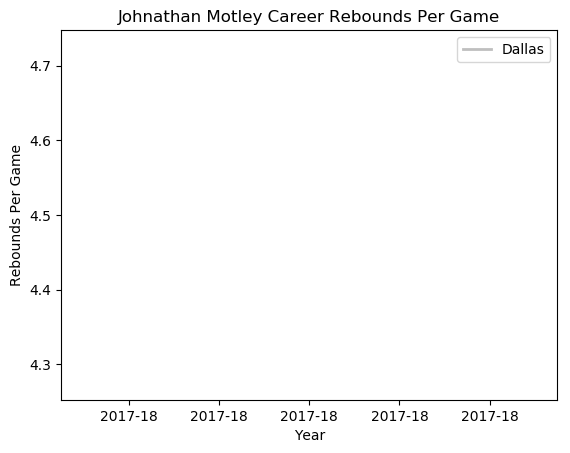 Johnathan Motley Career Rebounds Per Game
Dallas
4.7
4.6
4.5
4.4
4.3
Rebounds Per Game
2017-18 2017-18 2017-18 2017-18 2017-18
Year